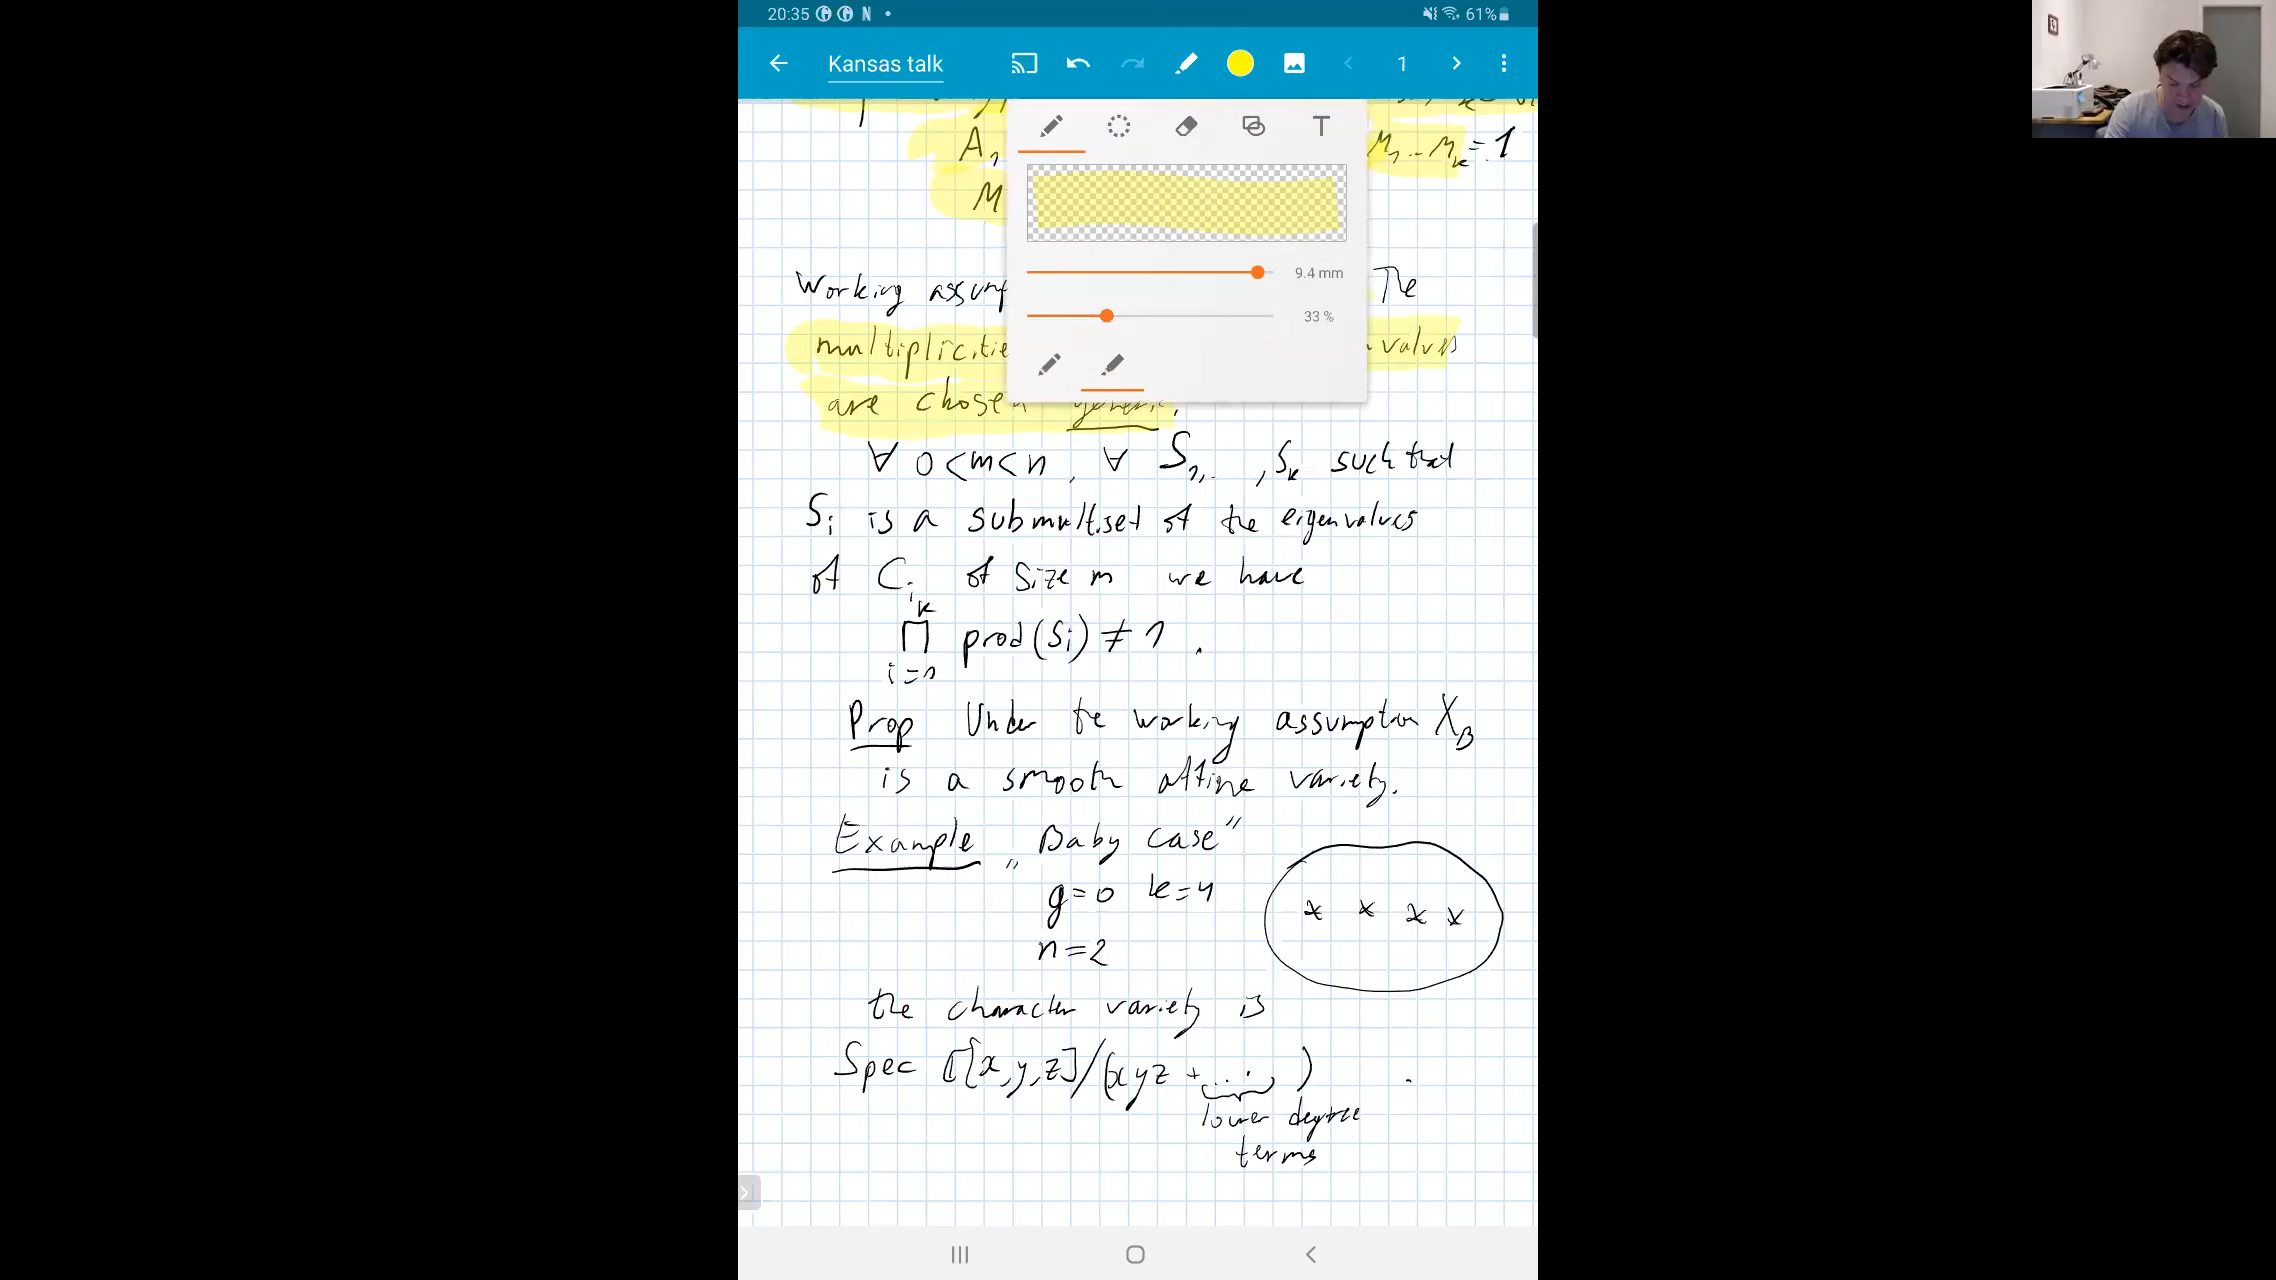 20:35 N • 61%
Kansas talk 1
A₁ M₁ .. Mₖ = 1
M
9.4 mm
Working assum The
33 %
multiplicitie values
are chosen generic.
∀ 0<m<n, ∀ S₁,.. ,Sₖ such that
Sᵢ is a submultiset of the eigenvalues
of Cᵢ of size m we have
k
∏ prod(Sᵢ) ≠ 1 .
i=1
Prop Under the working assumption X_B
is a smooth affine variety.
Example „Baby case"
g=0 k=4
n=2
the character variety is
Spec ℂ[x,y,z]/(xyz + ... )
lower degree
terms